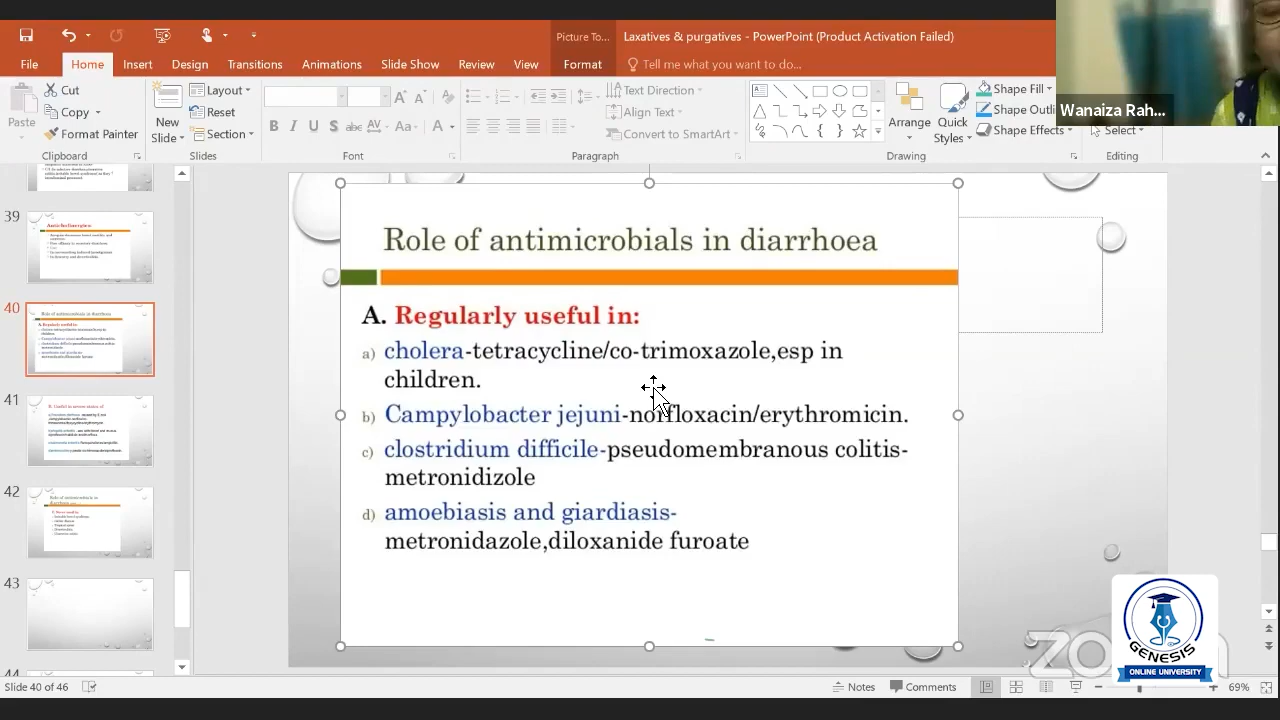 Laxatives & purgatives - PowerPoint (Product Activation Failed)
Picture To...
File Home Insert Design Transitions Animations Slide Show Review View Format Tell me what you want to do...
Wanaiza Rah...
Paste
Cut
Copy
Format Painter
Clipboard
New
Slide
Layout
Reset
Section
Slides
Font
Text Direction
Align Text
Convert to SmartArt
Paragraph
Arrange
Quick
Styles
Shape Fill
Shape Outli
Shape Effects
Drawing
Select
Editing
39
40
41
42
43
44
Role of antimicrobials in diarrhoea
A. Regularly useful in:
a) cholera-tetracycline/co-trimoxazole,esp in
children.
b) Campylobacter jejuni-
c) clostridium difficile-pseudomembranous colitis-
metronidizole
d) amoebiasis and giardiasis-
metronidazole,diloxanide furoate
GENESIS
ONLINE UNIVERSITY
Slide 40 of 46
Notes
Comments
69%